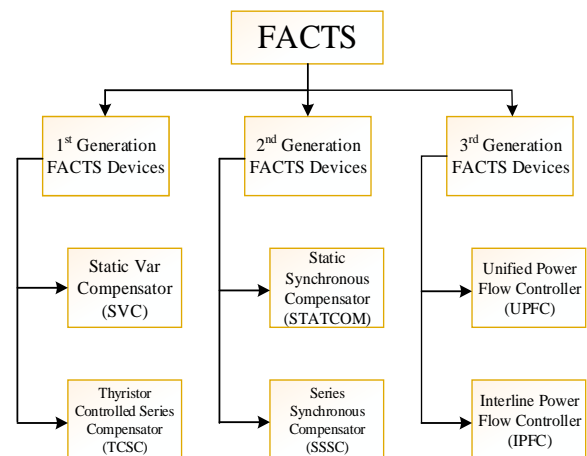 FACTS
1st Generation
FACTS Devices
2nd Generation
FACTS Devices
3rd Generation
FACTS Devices
Static Var
Compensator
(SVC)
Static
Synchronous
Compensator
(STATCOM)
Unified Power
Flow Controller
(UPFC)
Thyristor
Controlled Series
Compensator
(TCSC)
Series
Synchronous
Compensator
(SSSC)
Interline Power
Flow Controller
(IPFC)